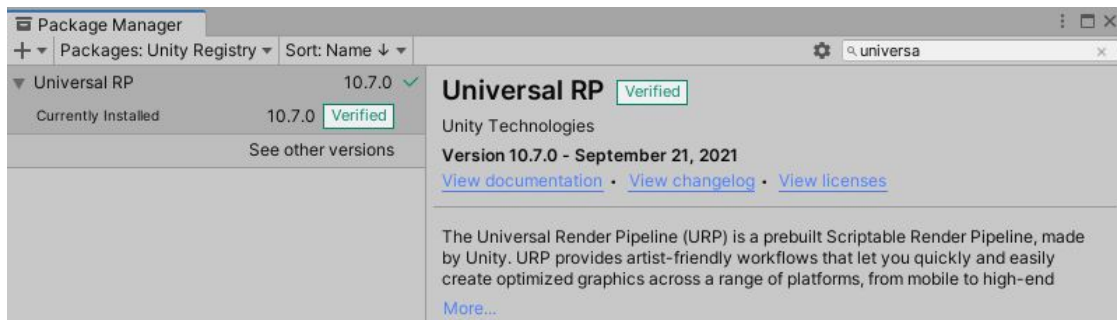 Package Manager
Packages: Unity Registry Sort: Name ↓
universa
Universal RP 10.7.0
Currently Installed 10.7.0 Verified
See other versions
Universal RP Verified
Unity Technologies
Version 10.7.0 - September 21, 2021
View documentation • View changelog • View licenses
The Universal Render Pipeline (URP) is a prebuilt Scriptable Render Pipeline, made
by Unity. URP provides artist-friendly workflows that let you quickly and easily
create optimized graphics across a range of platforms, from mobile to high-end
More...